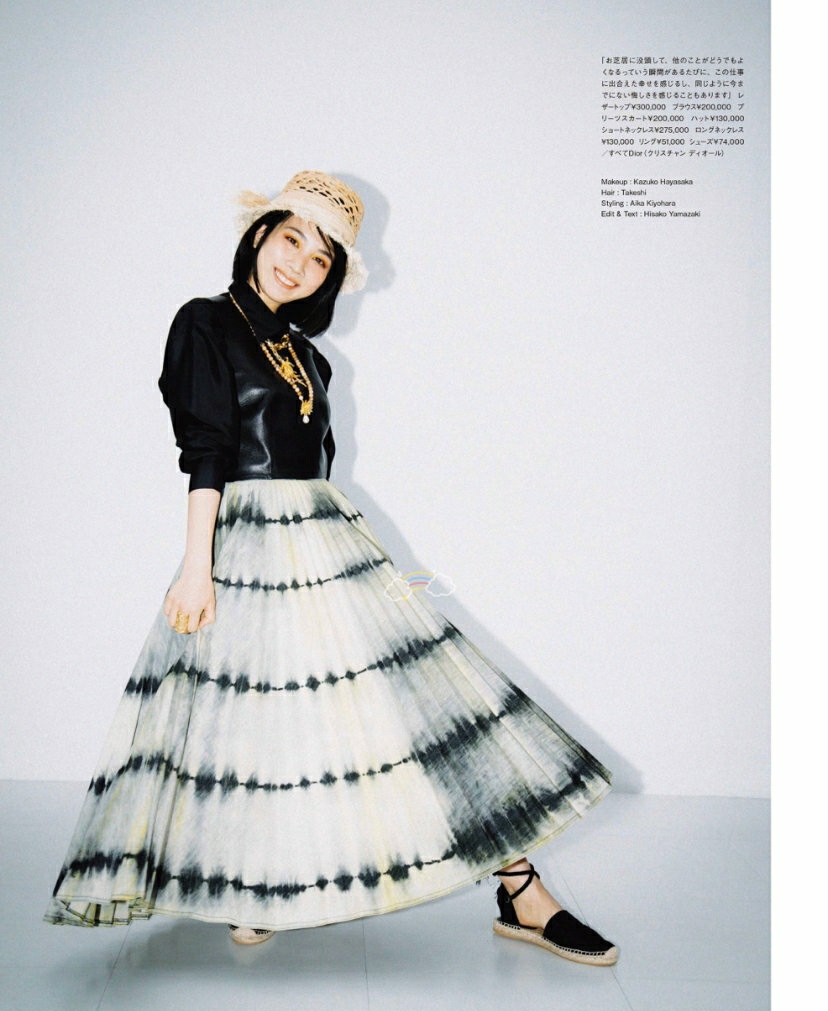 「お芝居に没頭して、他のことがどうでもよ
くなるっていう瞬間があるたびに、この仕事
に出合えた幸せを感じるし、同じように今ま
でにない悔しさを感じることもあります」 レ
ザートップ¥300,000 ブラウス¥200,000 プ
リーツスカート¥200,000 ハット¥130,000
ショートネックレス¥275,000 ロングネックレス
¥130,000 リング¥51,000 シューズ¥74,000
／すべてDior（クリスチャン ディオール）
Makeup : Kazuko Hayasaka
Hair : Takeshi
Styling : Aika Kiyohara
Edit & Text : Hisako Yamazaki